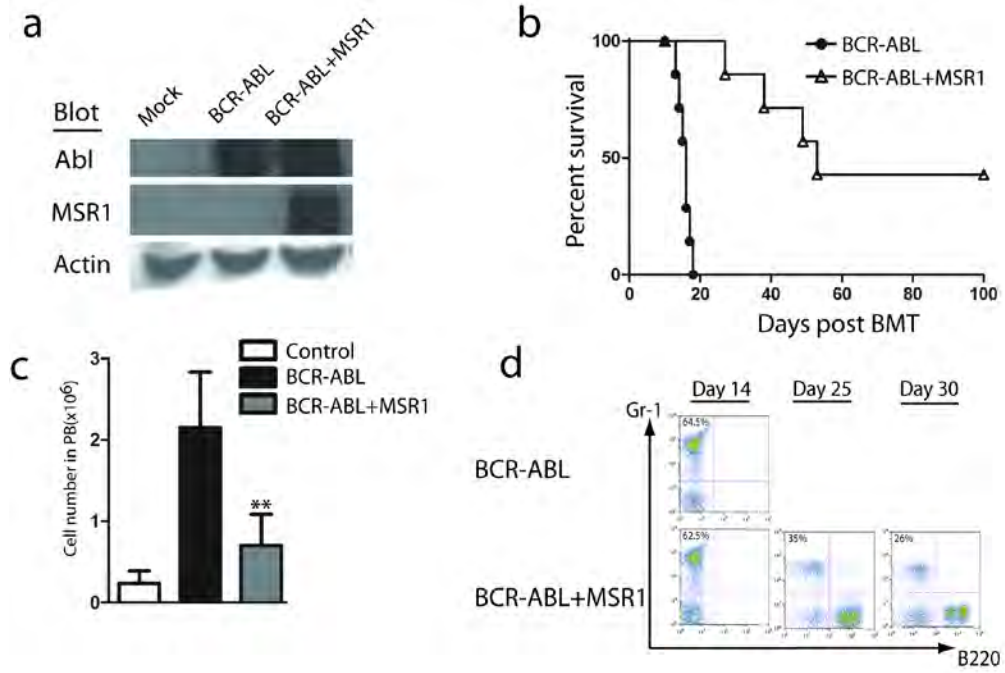 a
Blot
Mock
BCR-ABL
BCR-ABL+MSR1
Abl
MSR1
Actin
b
Percent survival
100
50
0
0 20 40 60 80 100
Days post BMT
BCR-ABL
BCR-ABL+MSR1
c
Cell number in PB(x10⁶)
3
2
1
0
Control
BCR-ABL
BCR-ABL+MSR1
**
d
Day 14 Day 25 Day 30
Gr-1
BCR-ABL
64.5%
BCR-ABL+MSR1
62.5% 35% 26%
B220